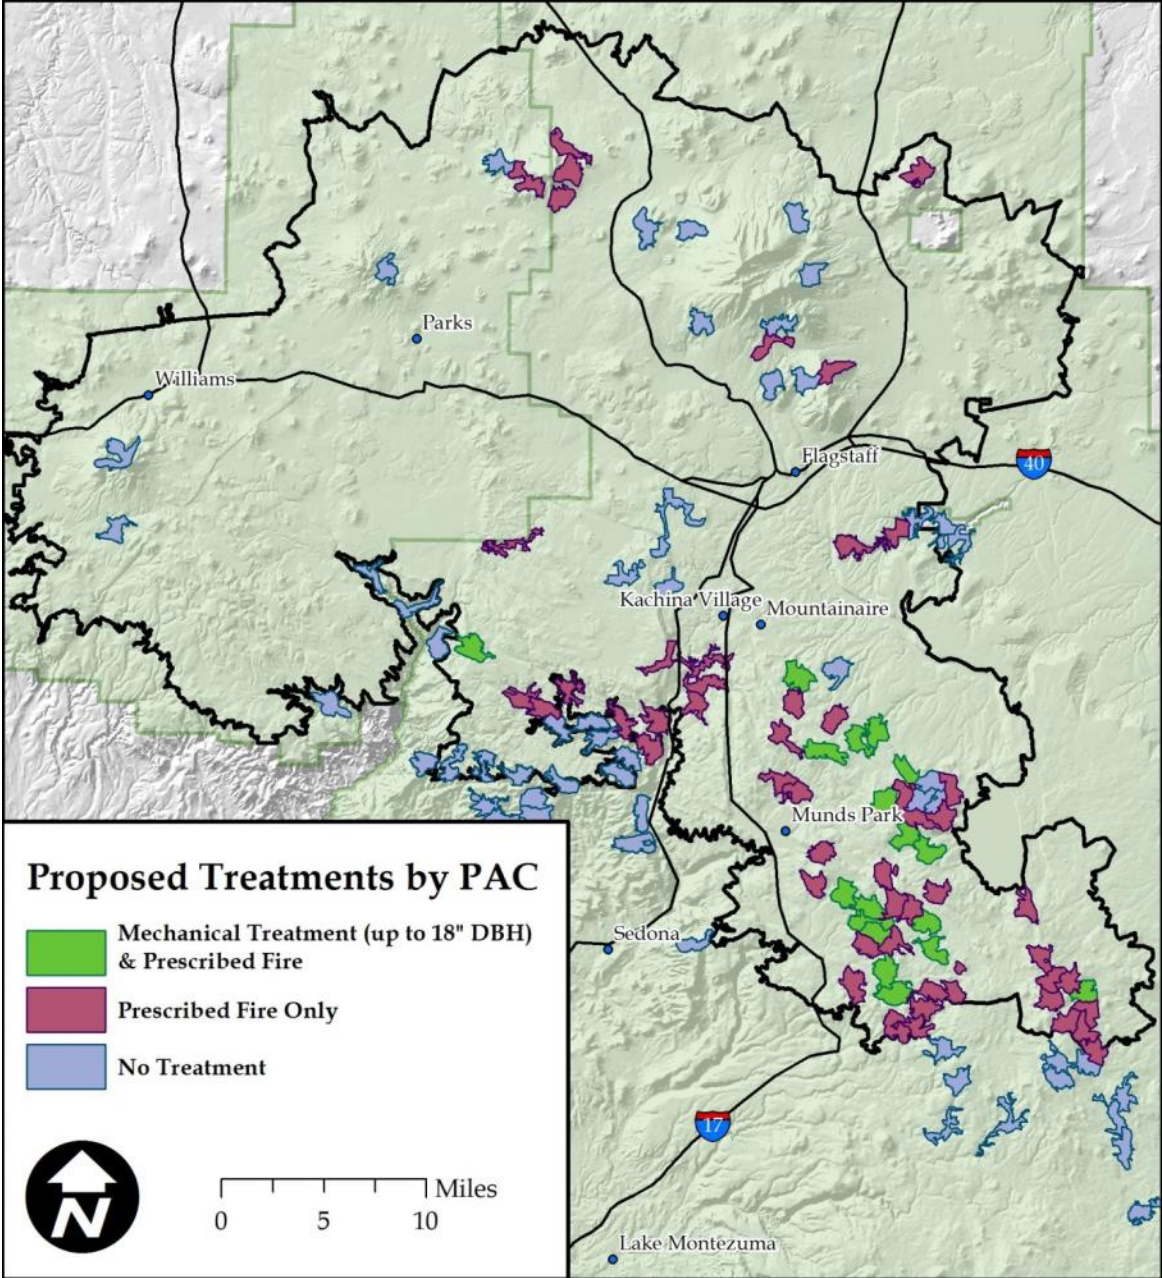 Parks
Williams
Flagstaff
40
Kachina Village
Mountainaire
Munds Park
Sedona
17
Lake Montezuma
Proposed Treatments by PAC
Mechanical Treatment (up to 18" DBH)
& Prescribed Fire
Prescribed Fire Only
No Treatment
N
Miles
0 5 10